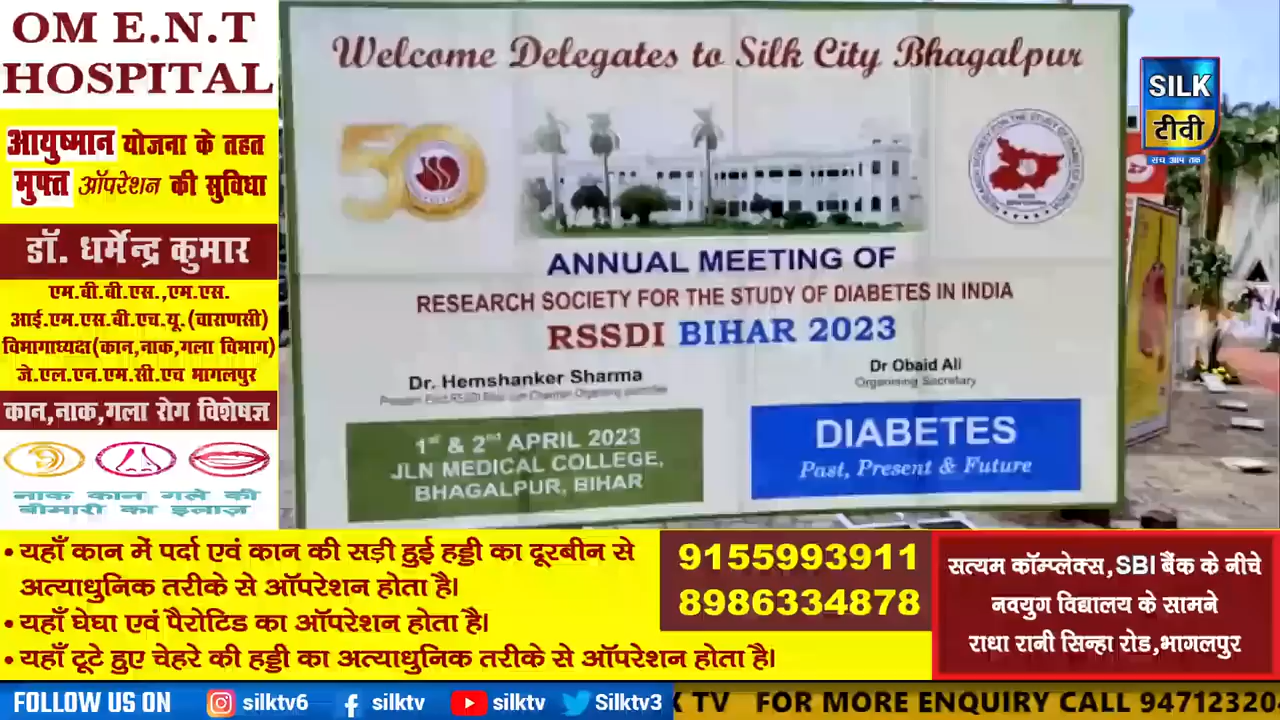 OM E.N.T
HOSPITAL
आयुष्मान योजना के तहत
मुफ्त ऑपरेशन की सुविधा
डॉ. धर्मेन्द्र कुमार
एम.बी.बी.एस.,एम.एस.
आई.एम.एस.बी.एच.यू.(वाराणसी)
विभागाध्यक्ष(कान,नाक,गला विभाग)
जे.एल.एन.एम.सी.एच भागलपुर
कान,नाक,गला रोग विशेषज्ञ
नाक कान गले की
बीमारी का इलाज़
Welcome Delegates to Silk City Bhagalpur
50
ANNUAL MEETING OF
RESEARCH SOCIETY FOR THE STUDY OF DIABETES IN INDIA
RSSDI BIHAR 2023
Dr. Hemshanker Sharma
Dr Obaid Ali
Organising Secretary
1st & 2nd APRIL 2023
JLN MEDICAL COLLEGE,
BHAGALPUR, BIHAR
DIABETES
Past, Present & Future
SILK
टीवी
सच आप तक
• यहाँ कान में पर्दा एवं कान की सड़ी हुई हड्डी का दूरबीन से
अत्याधुनिक तरीके से ऑपरेशन होता है।
• यहाँ घेघा एवं पैरोटिड का ऑपरेशन होता है।
• यहाँ टूटे हुए चेहरे की हड्डी का अत्याधुनिक तरीके से ऑपरेशन होता है।
9155993911
8986334878
सत्यम कॉम्प्लेक्स,SBI बैंक के नीचे
नवयुग विद्यालय के सामने
राधा रानी सिन्हा रोड,भागलपुर
FOLLOW US ON silktv6 silktv silktv Silktv3 K TV FOR MORE ENQUIRY CALL 947123204